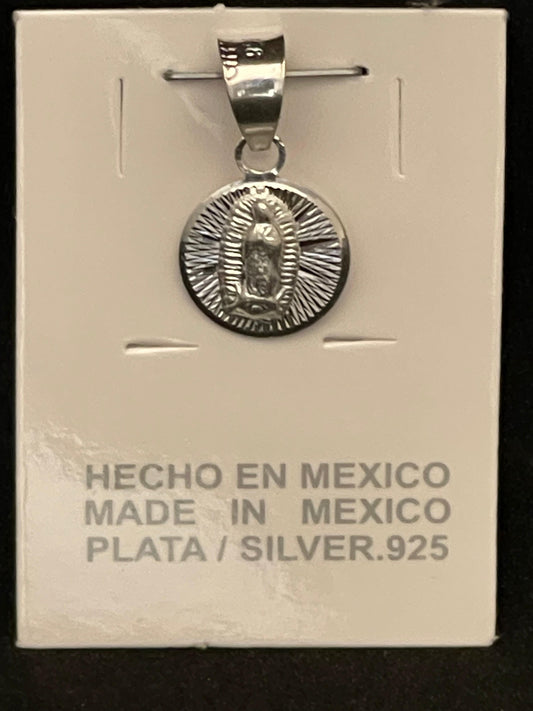 HECHO EN MEXICO
MADE IN MEXICO
PLATA / SILVER.925